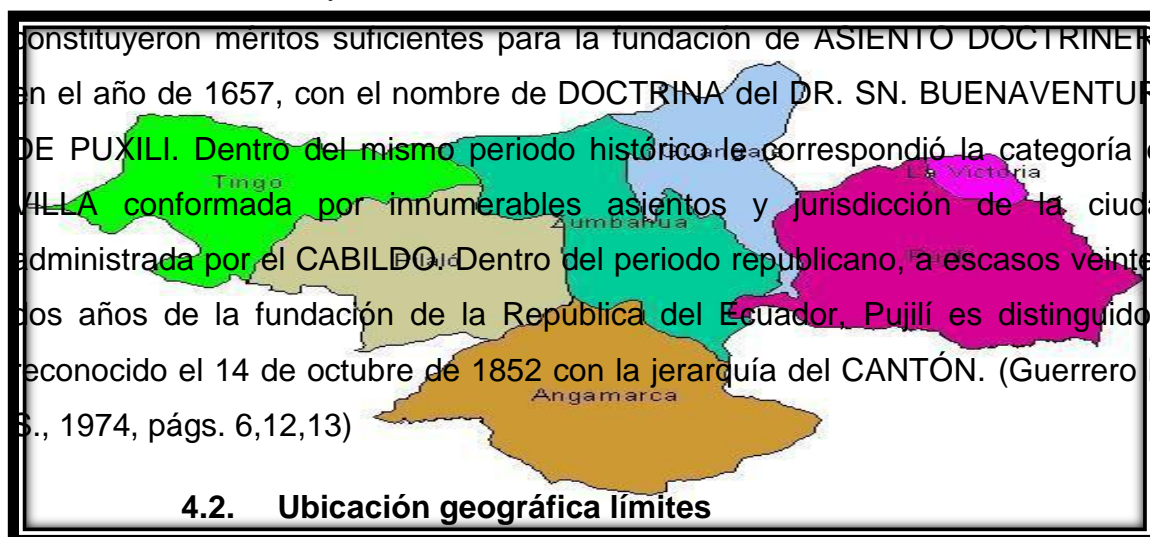 constituyeron méritos suficientes para la fundación de ASIENTO DOCTRINER
en el año de 1657, con el nombre de DOCTRINA del DR. SN. BUENAVENTUR
DE PUXILI. Dentro del mismo periodo histórico le correspondió la categoría
VILLA conformada por innumerables asientos y jurisdicción de la ciuda
administrada por el CABILDO. Dentro del periodo republicano, a escasos veinte
dos años de la fundación de la República del Ecuador, Pujilí es distinguido
reconocido el 14 de octubre de 1852 con la jerarquía del CANTÓN. (Guerrero
S., 1974, págs. 6,12,13)
Tingo
La Victoria
Zumbahua
Pilaló
Angamarca
4.2. Ubicación geográfica límites